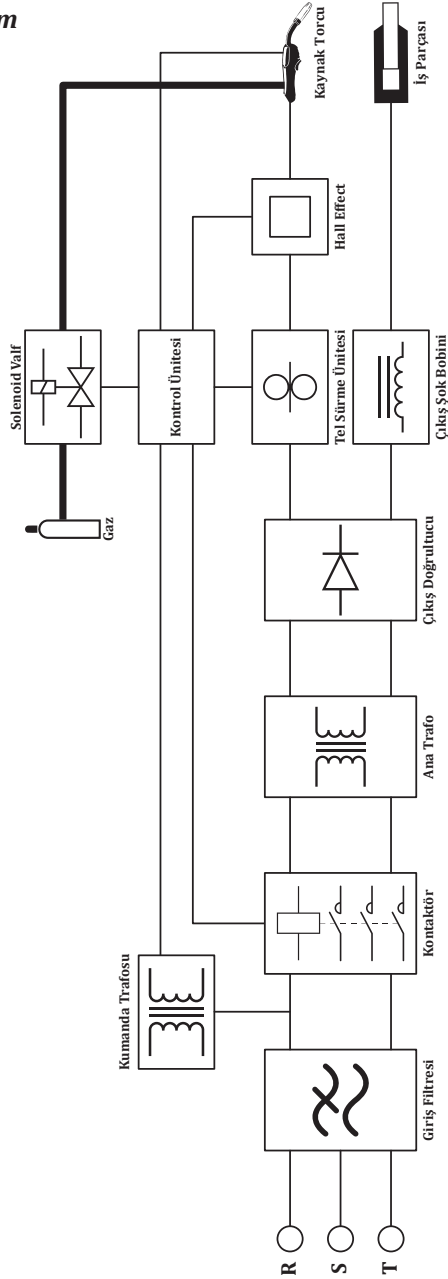 m
Kaynak Torcu
İş Parçası
Hall Effect
Solenoid Valf
Kontrol Ünitesi
Tel Sürme Ünitesi
Çıkış Şok Bobini
Gaz
Çıkış Doğrultucu
Ana Trafo
Kontaktör
Kumanda Trafosu
Giriş Filtresi
R
S
T